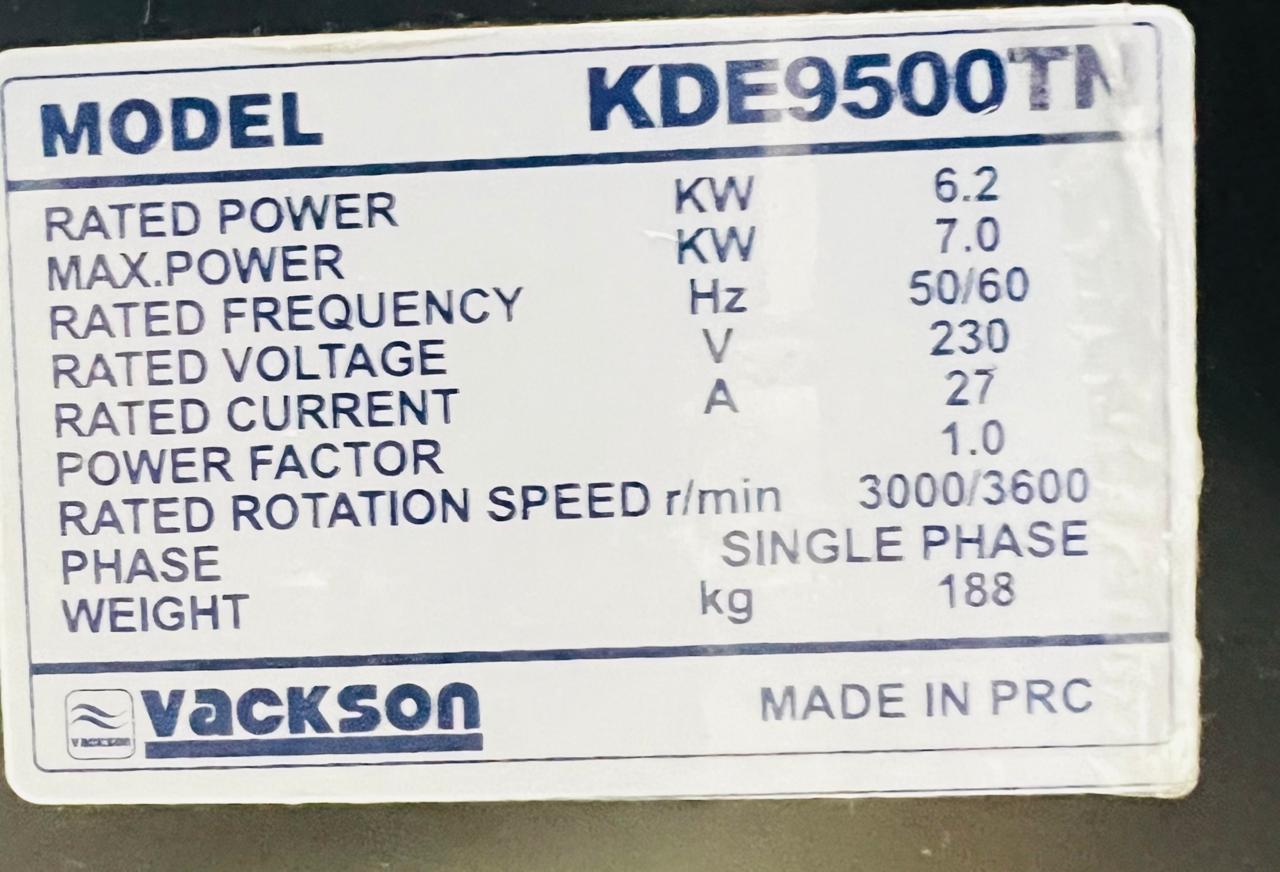 MODEL KDE9500TN
RATED POWER KW 6.2
MAX.POWER KW 7.0
RATED FREQUENCY Hz 50/60
RATED VOLTAGE V 230
RATED CURRENT A 27
POWER FACTOR 1.0
RATED ROTATION SPEED r/min 3000/3600
PHASE SINGLE PHASE
WEIGHT kg 188
vackson MADE IN PRC